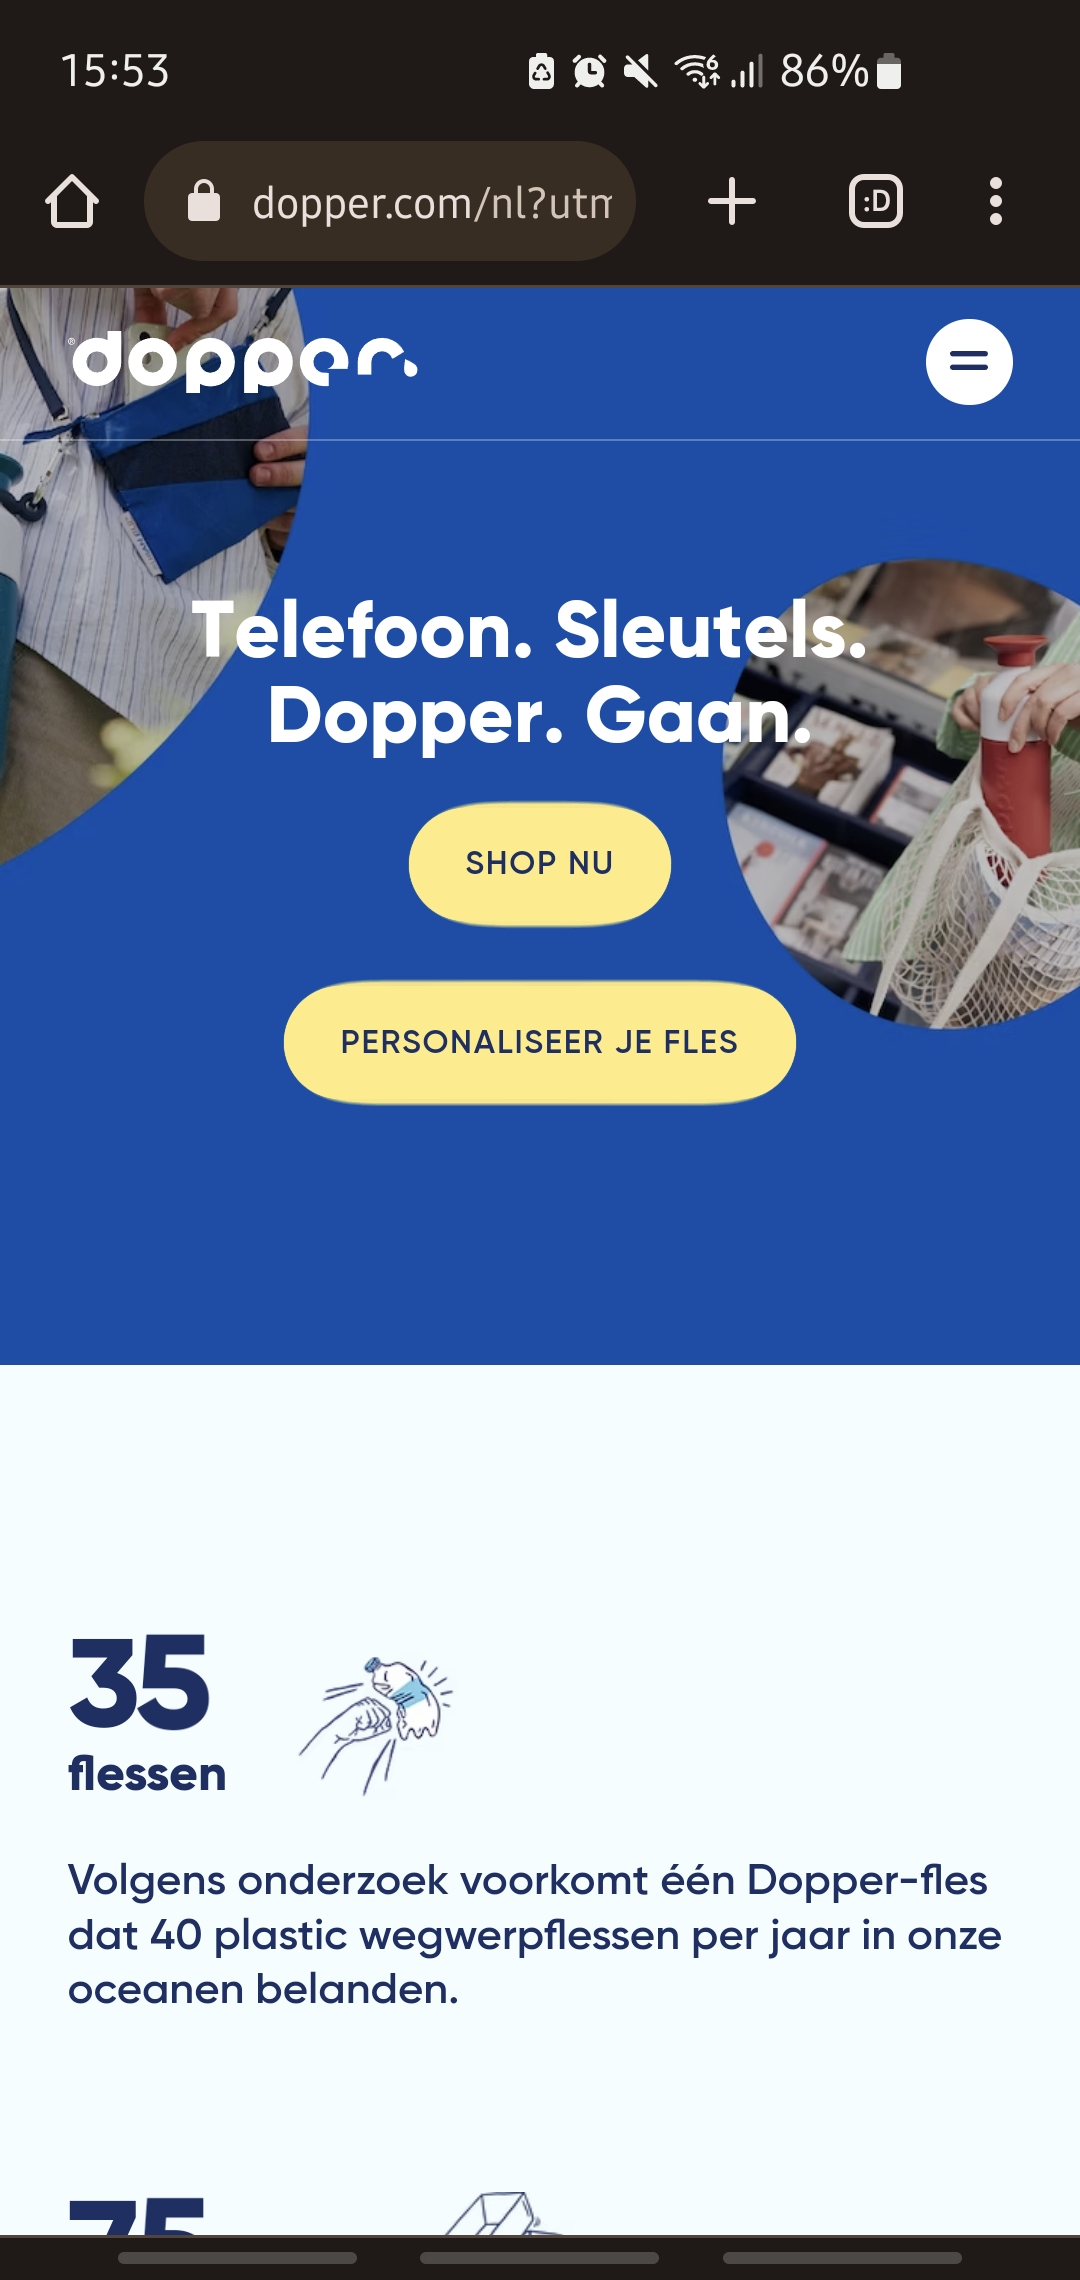 15:53
86%
dopper.com/nl?utm
:D
dopper
Telefoon. Sleutels.
Dopper. Gaan.
SHOP NU
PERSONALISEER JE FLES
35
flessen
Volgens onderzoek voorkomt één Dopper-fles
dat 40 plastic wegwerpflessen per jaar in onze
oceanen belanden.
75